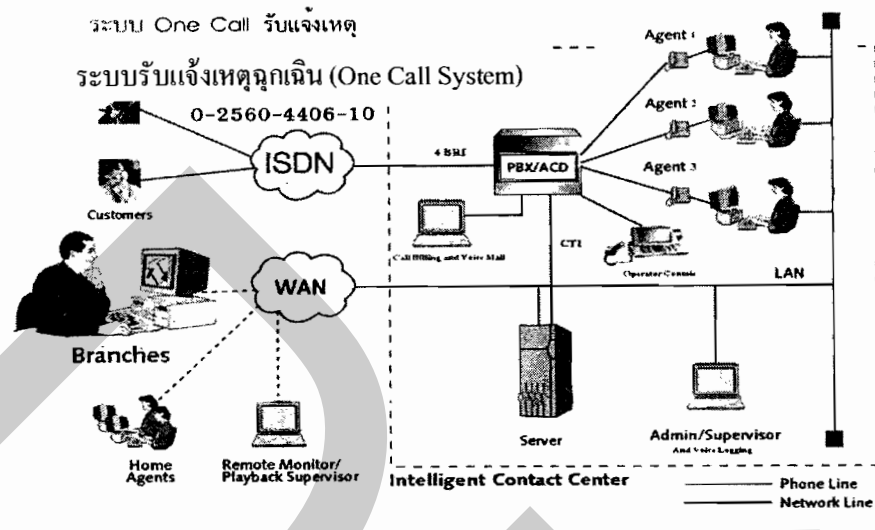 ระบบ One Call รับแจ้งเหตุ
ระบบรับแจ้งเหตุฉุกเฉิน (One Call System)
0-2560-4406-10
ISDN
4 BRI
PBX/ACD
Agent 1
Agent 2
Agent 3
Customers
Call Billing and Voice Mail
CTI
Operator Console
LAN
WAN
Branches
Server
Admin/Supervisor
And Voice Logging
Home
Agents
Remote Monitor/
Playback Supervisor
Intelligent Contact Center
Phone Line
Network Line